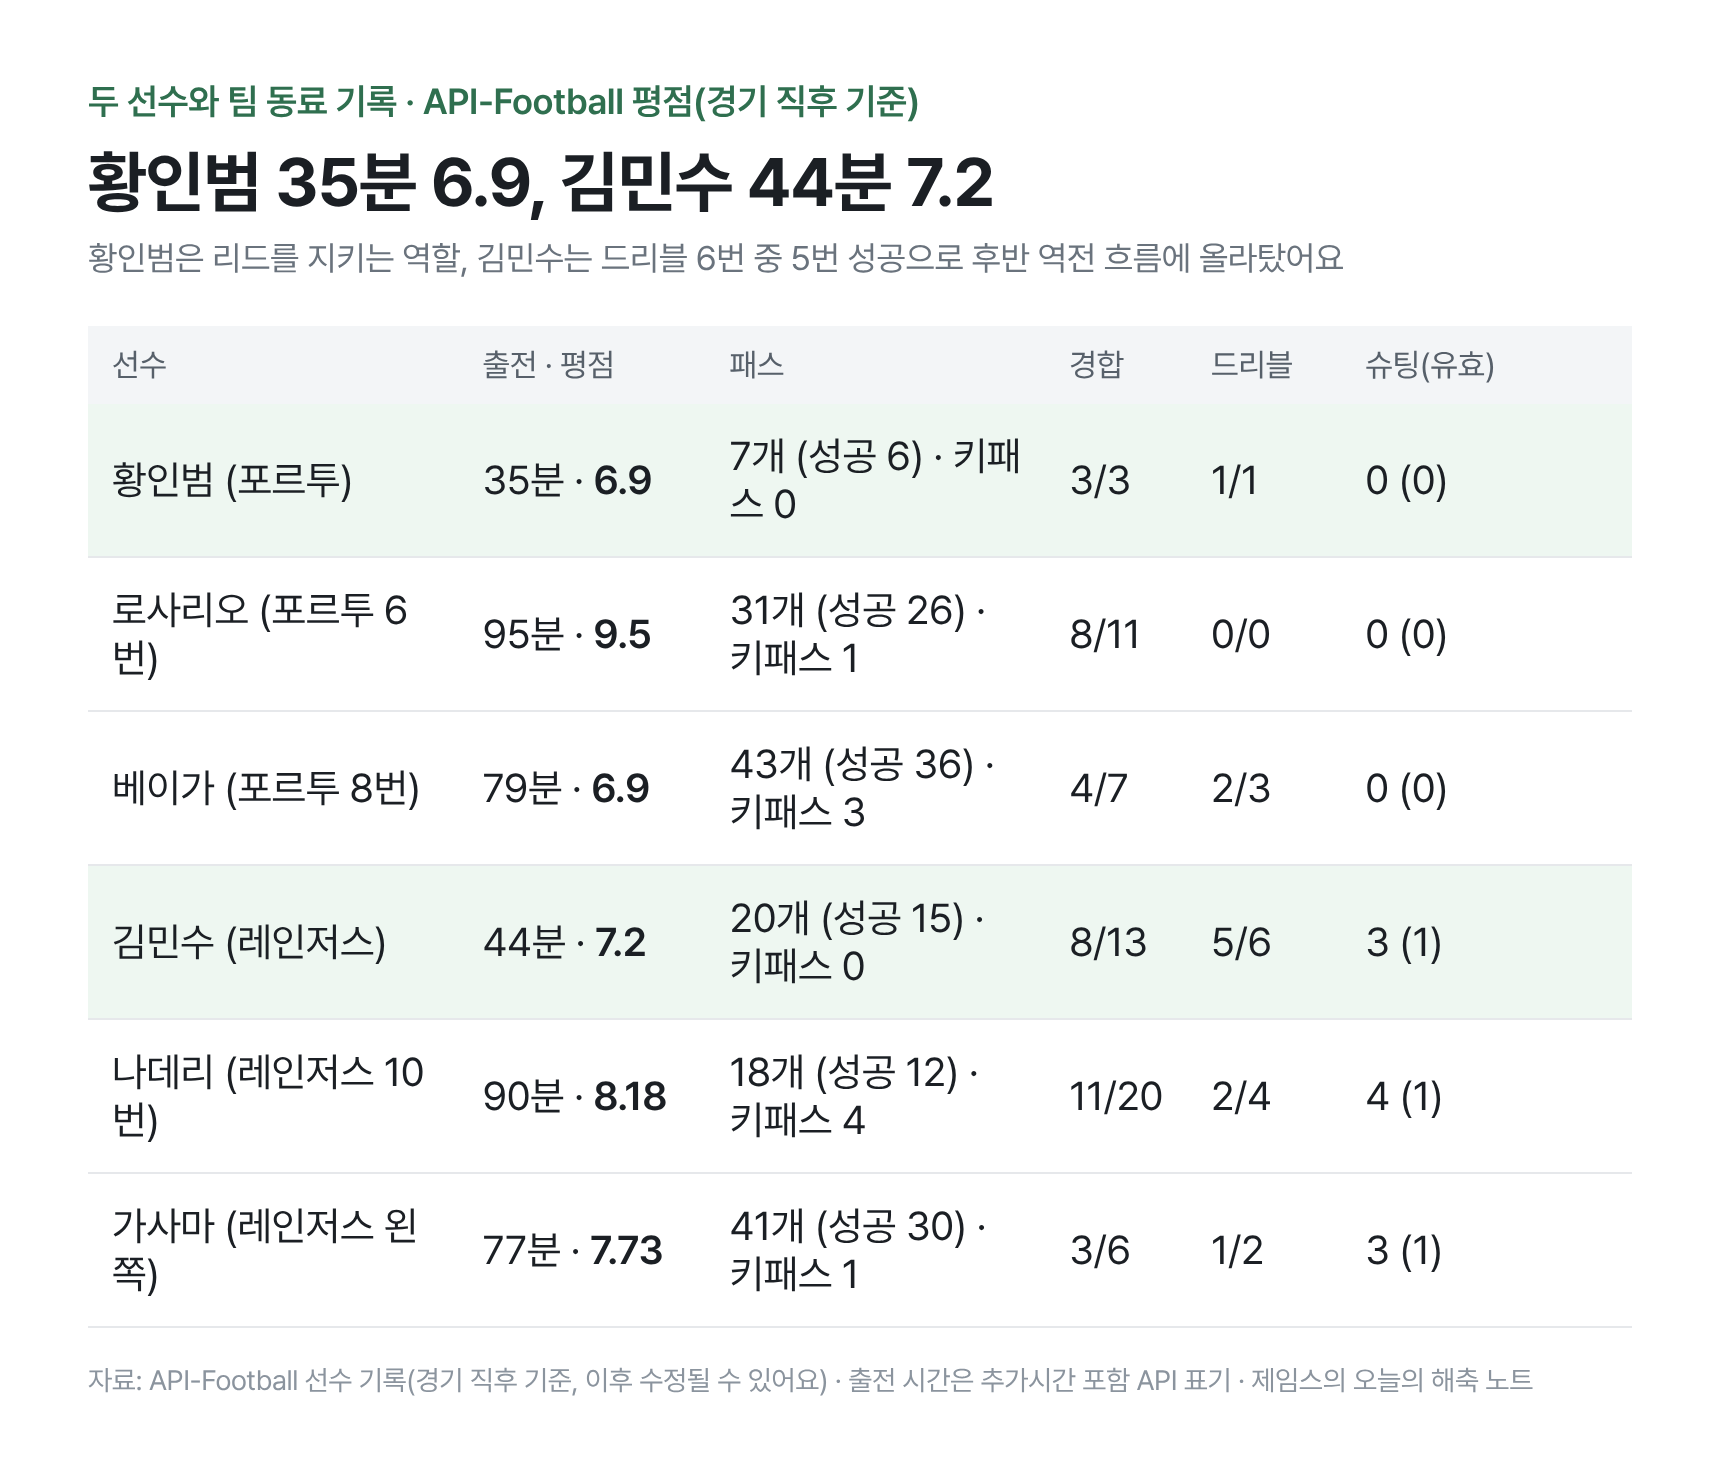 두 선수와 팀 동료 기록 · API-Football 평점(경기 직후 기준)
황인범 35분 6.9, 김민수 44분 7.2
황인범은 리드를 지키는 역할, 김민수는 드리블 6번 중 5번 성공으로 후반 역전 흐름에 올라탔어요
선수 출전 · 평점 패스 경합 드리블 슈팅(유효)
황인범 (포르투) 35분 · 6.9 7개 (성공 6) · 키패
스 0 3/3 1/1 0 (0)
로사리오 (포르투 6
번) 95분 · 9.5 31개 (성공 26) ·
키패스 1 8/11 0/0 0 (0)
베이가 (포르투 8번) 79분 · 6.9 43개 (성공 36) ·
키패스 3 4/7 2/3 0 (0)
김민수 (레인저스) 44분 · 7.2 20개 (성공 15) ·
키패스 0 8/13 5/6 3 (1)
나데리 (레인저스 10
번) 90분 · 8.18 18개 (성공 12) ·
키패스 4 11/20 2/4 4 (1)
가사마 (레인저스 왼
쪽) 77분 · 7.73 41개 (성공 30) ·
키패스 1 3/6 1/2 3 (1)
자료: API-Football 선수 기록(경기 직후 기준, 이후 수정될 수 있어요) · 출전 시간은 추가시간 포함 API 표기 · 제임스의 오늘의 해축 노트